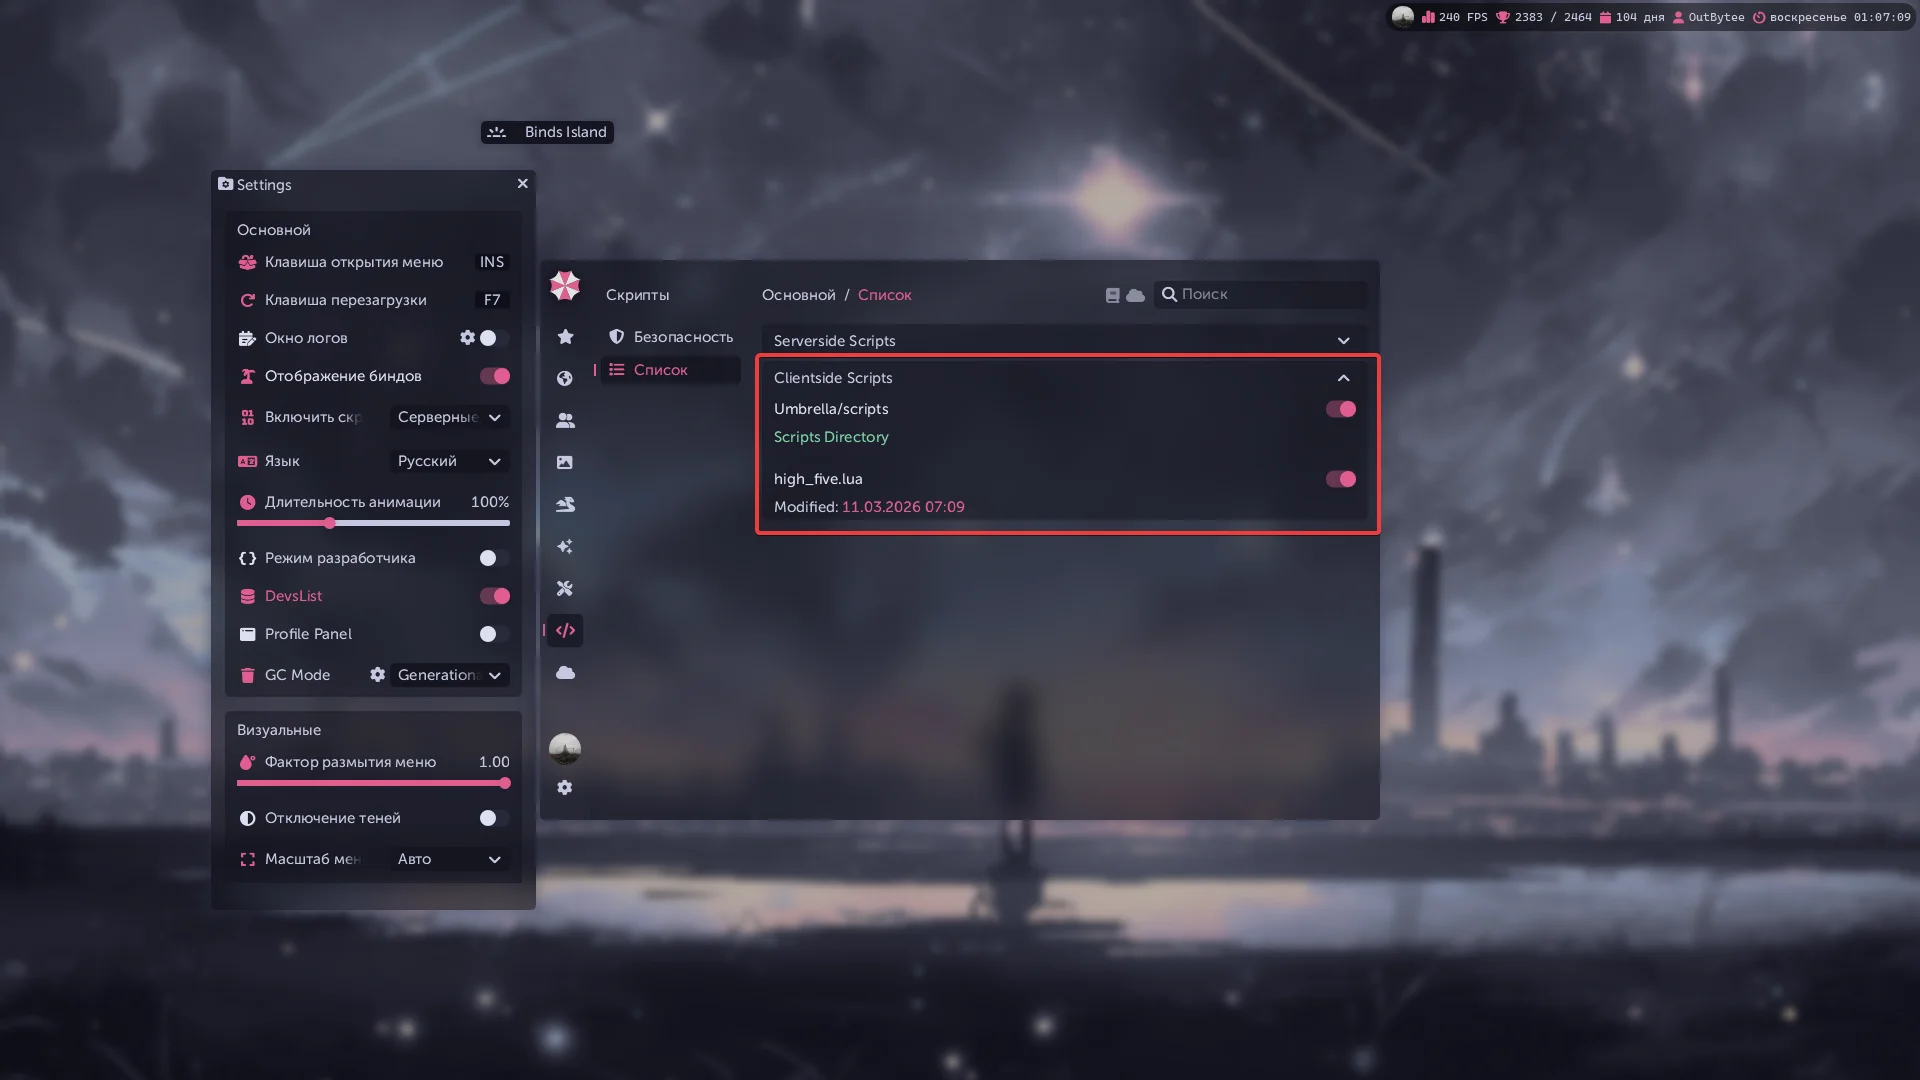 240 FPS 2383 / 2464 104 дня OutBytee воскресенье 01:07:09
Binds Island
Settings
Основной
Клавиша открытия меню INS
Клавиша перезагрузки F7
Окно логов
Отображение биндов
Включить скр Серверные
Язык Русский
Длительность анимации 100%
Режим разработчика
DevsList
Profile Panel
GC Mode Generationa
Визуальные
Фактор размытия меню 1.00
Отключение теней
Масштаб мен Авто
Скрипты
Безопасность
Список
Основной / Список
Поиск
Serverside Scripts
Clientside Scripts
Umbrella/scripts
Scripts Directory
high_five.lua
Modified: 11.03.2026 07:09